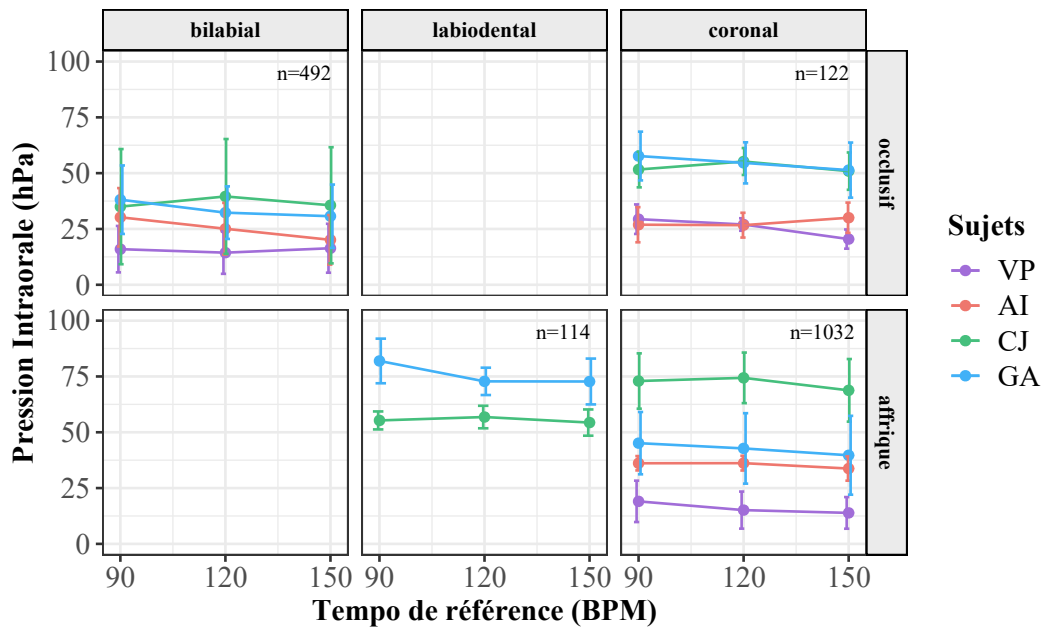 bilabial labiodental coronal
100 n=492 n=122
75
50
25
0
occlusif
100 n=114 n=1032
75
50
25
0
affrique
90 120 150 90 120 150 90 120 150
Tempo de référence (BPM)
Pression Intraorale (hPa)
Sujets
VP
AI
CJ
GA